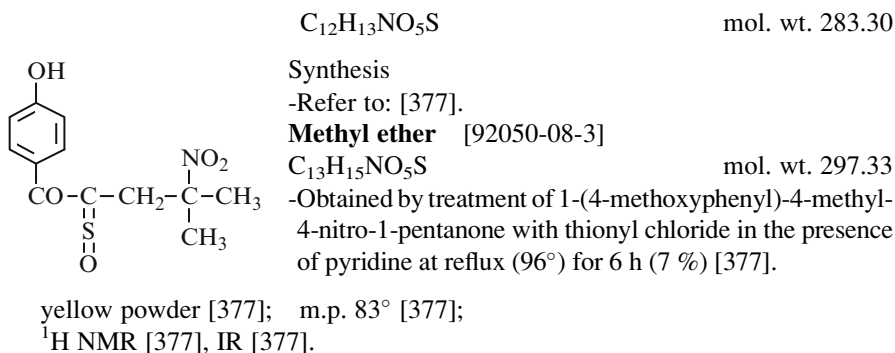 C₁₂H₁₃NO₅S mol. wt. 283.30
OH
Synthesis
-Refer to: [377].
Methyl ether [92050-08-3]
NO₂
C₁₃H₁₅NO₅S mol. wt. 297.33
CO-C-CH₂-C-CH₃
-Obtained by treatment of 1-(4-methoxyphenyl)-4-methyl-
S
CH₃
4-nitro-1-pentanone with thionyl chloride in the presence
O
of pyridine at reflux (96°) for 6 h (7 %) [377].
yellow powder [377]; m.p. 83° [377];
¹H NMR [377], IR [377].